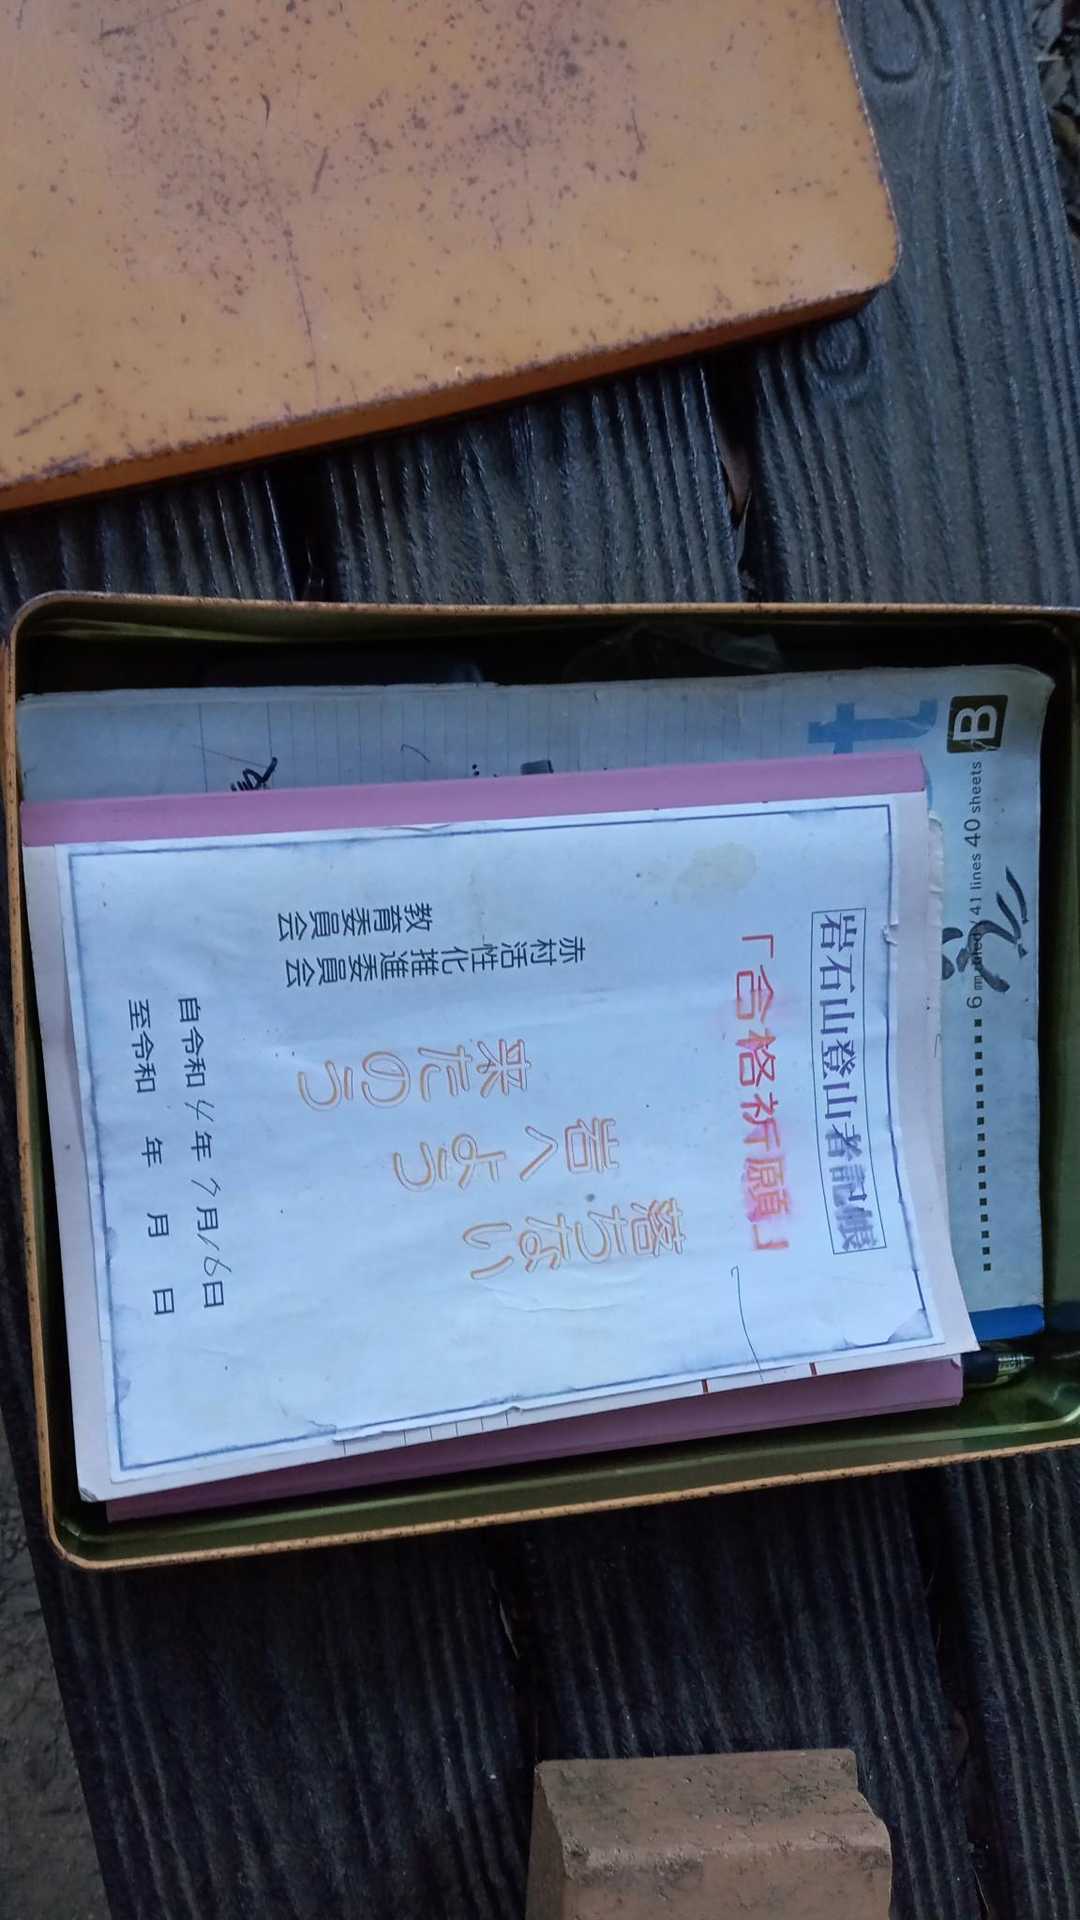 岩石山登山者記帳
「合格祈願」
落ちない
岩へよう
来たのう
赤村活性化推進委員会
教育委員会
自令和4年9月16日
至令和 年 月 日
B
6 mm ruled / 41 lines 40 sheets